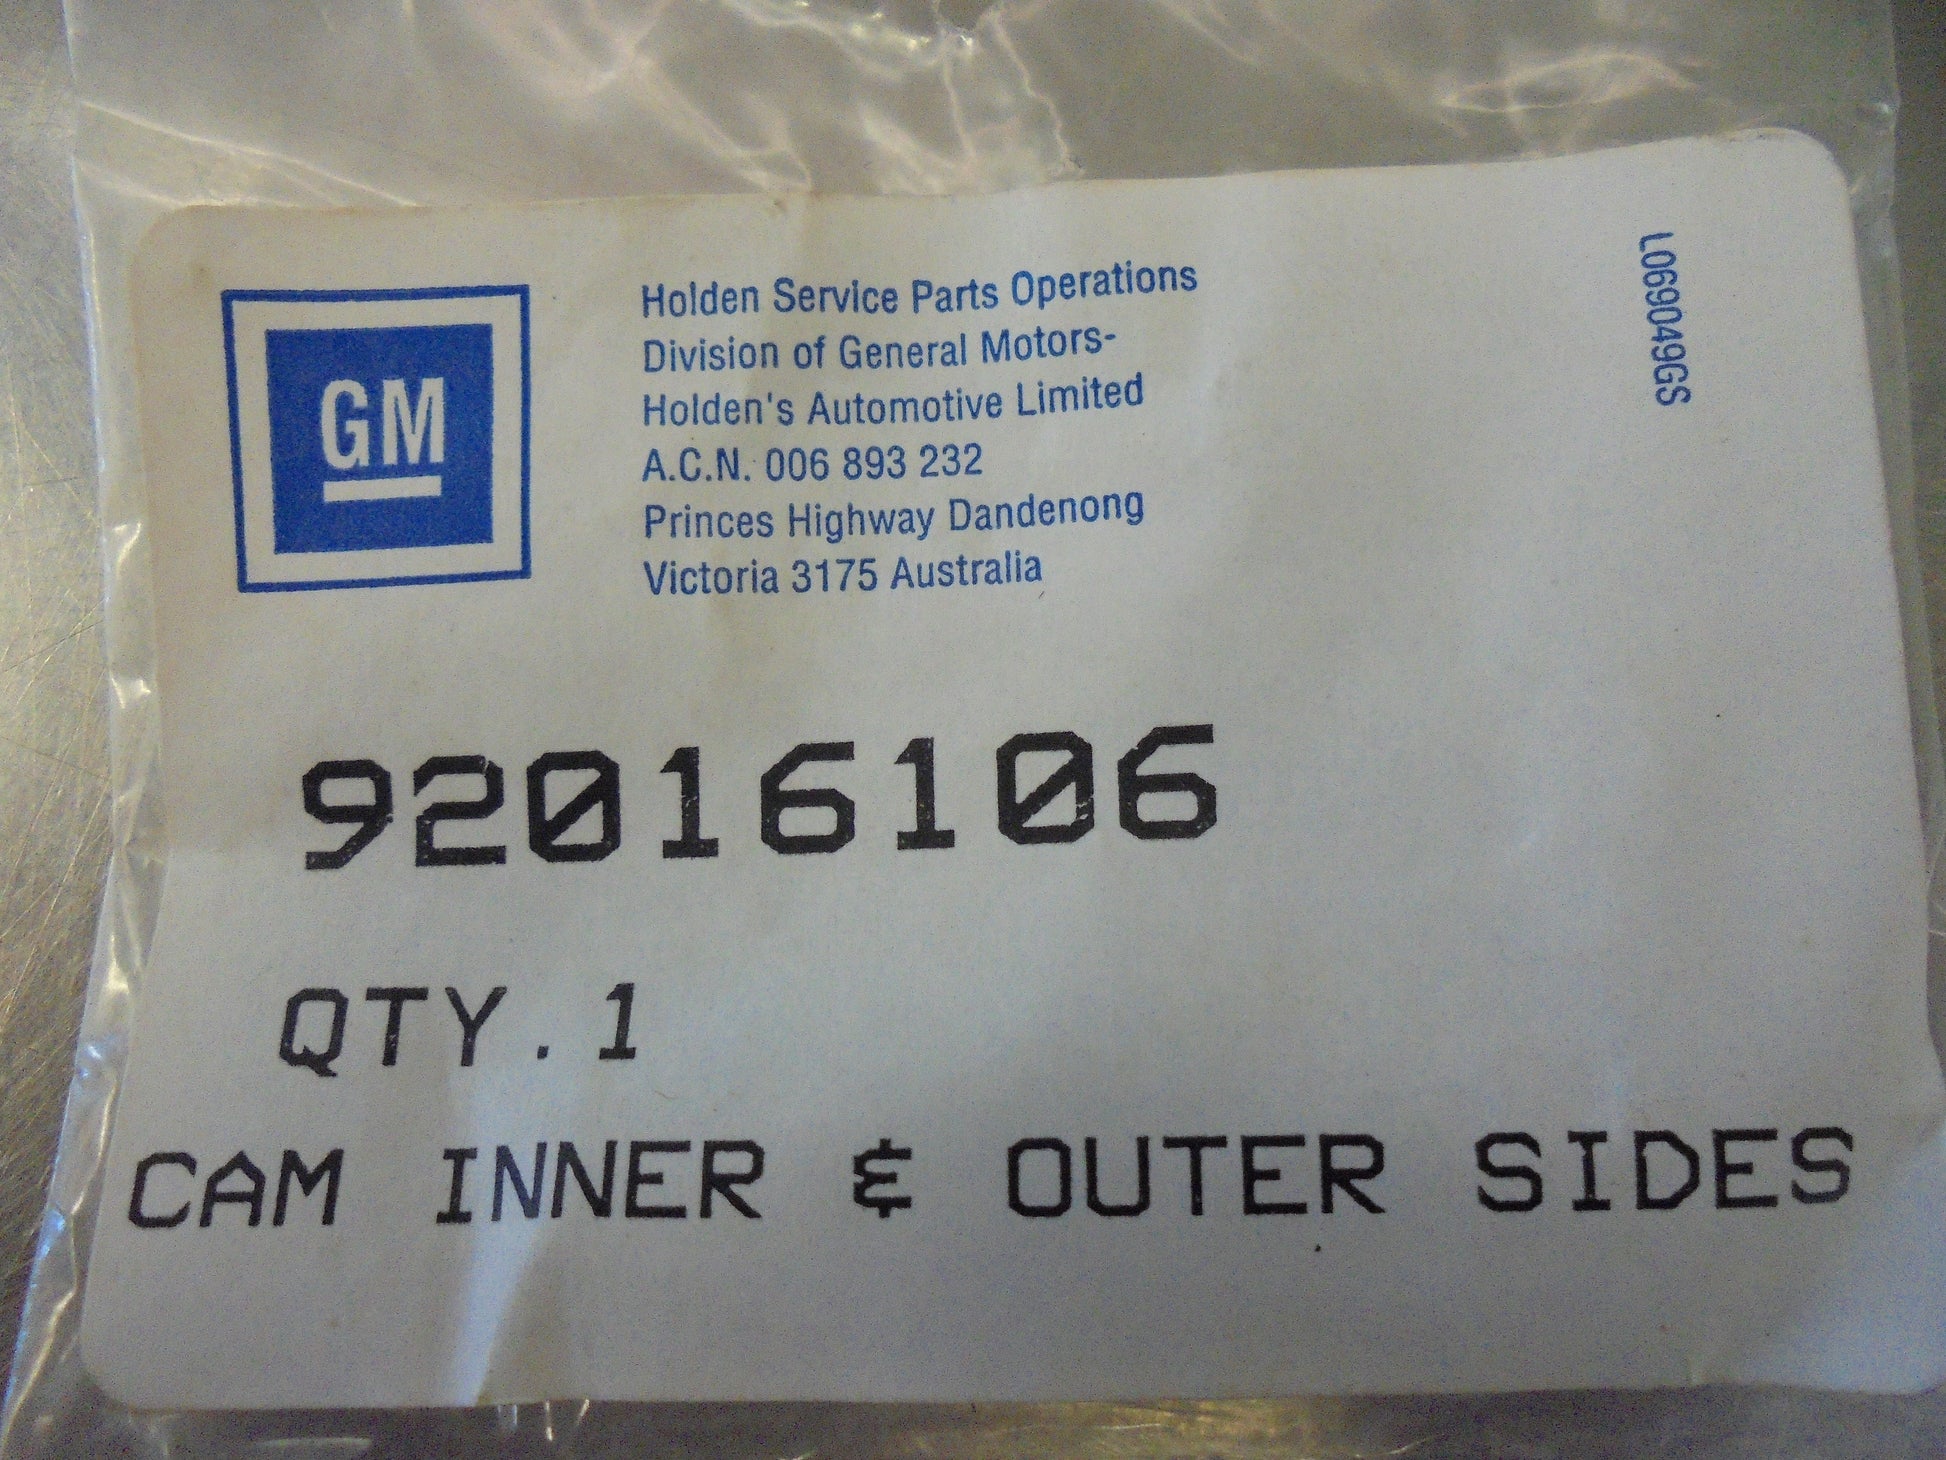 GM
Holden Service Parts Operations
Division of General Motors-
Holden's Automotive Limited
A.C.N. 006 893 232
Princes Highway Dandenong
Victoria 3175 Australia
L069049GS
92016106
QTY.1
CAM INNER & OUTER SIDES